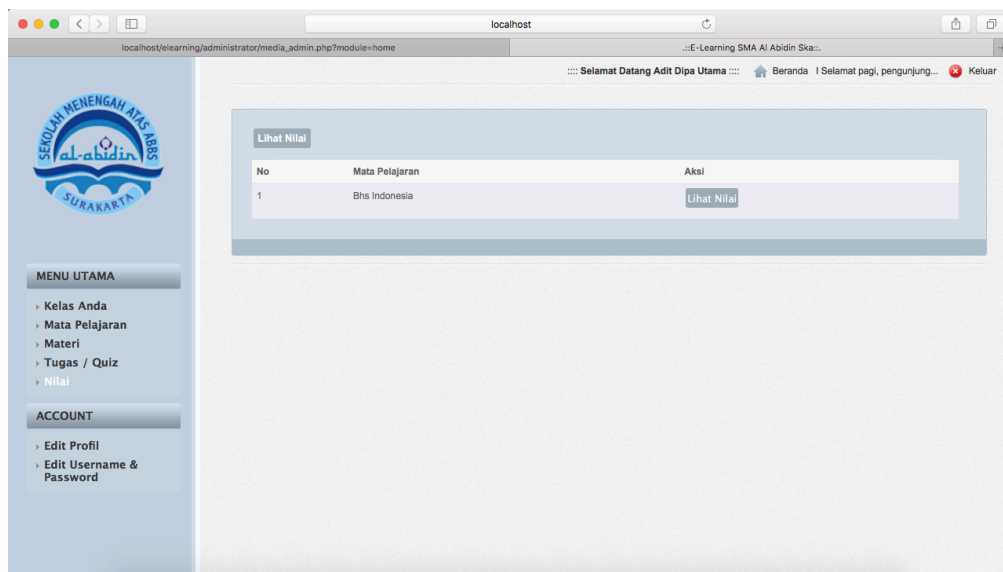 localhost
localhost/elearning/administrator/media_admin.php?module=home
.::E-Learning SMA Al Abidin Ska::.
:::: Selamat Datang Adit Dipa Utama :::: Beranda I Selamat pagi, pengunjung... Keluar
SEKOLAH MENENGAH ATAS ABBS
al-abidin
SURAKARTA
Lihat Nilai
No Mata Pelajaran Aksi
1 Bhs Indonesia Lihat Nilai
MENU UTAMA
Kelas Anda
Mata Pelajaran
Materi
Tugas / Quiz
Nilai
ACCOUNT
Edit Profil
Edit Username &
Password